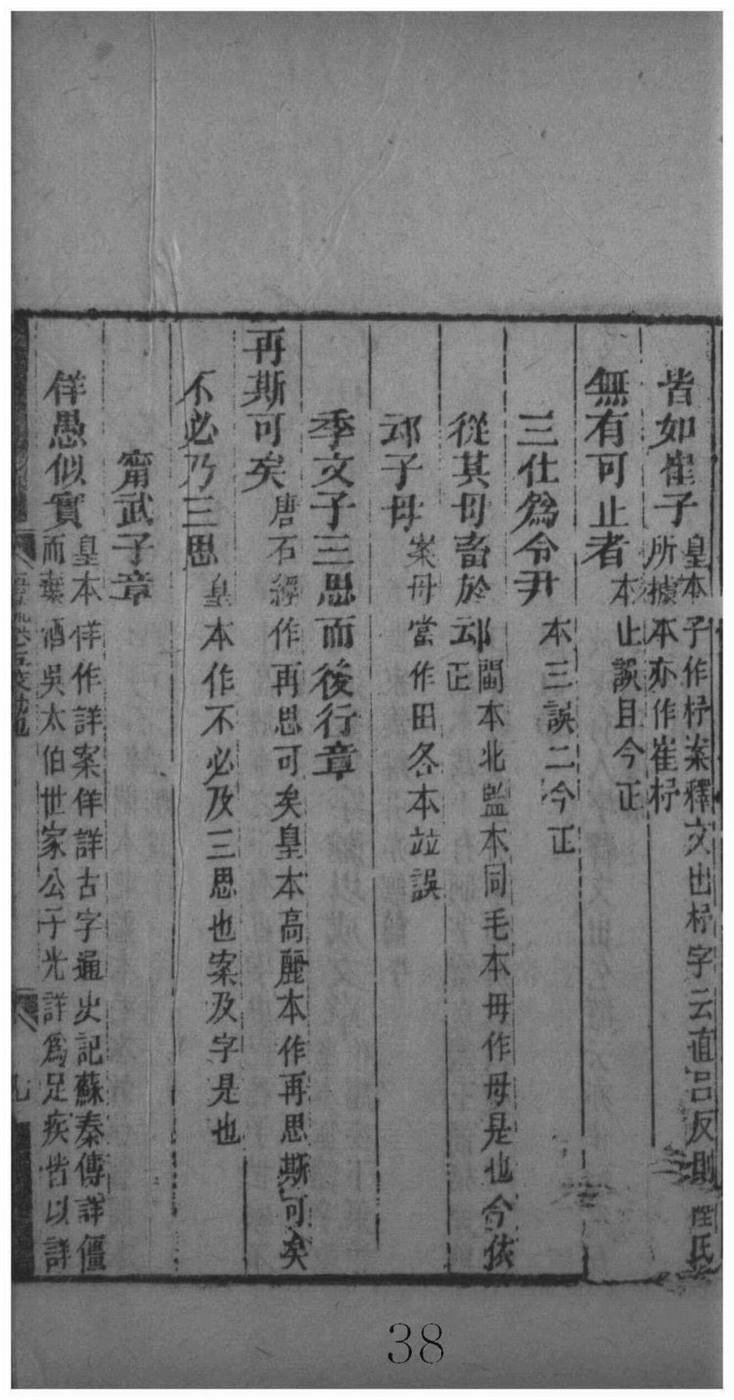 皆如崔子 皇本子作杼案釋文出杼字云直呂反則陸氏
所據本亦作崔杼
無有可止者 本止誤且今正
三仕爲令尹 本三誤二今正
從其毋畜於䢵 閩本北監本同毛本毋作母是也今依
正
䢵子母 案母當作田各本竝誤
季文子三思而後行章
再斯可矣 唐石經作再思可矣皇本高麗本作再思斯可矣
不必乃三思 皇本作不必及三思也案及字是也
甯武子章
佯愚似實 皇本佯作詳案佯詳古字通史記蘇秦傳詳僵
而棄酒吳太伯世家公子光詳爲足疾皆以詳
38